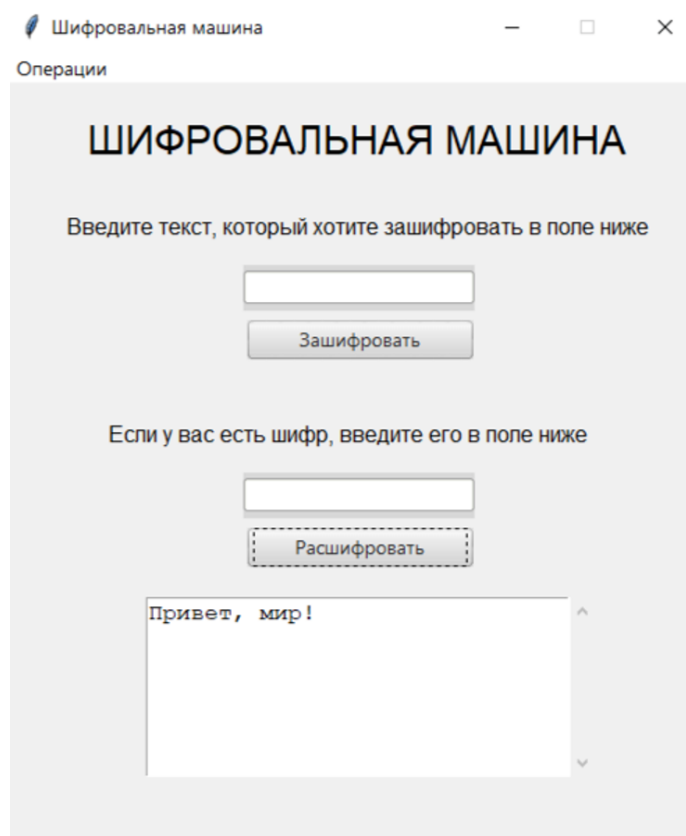 Шифровальная машина
Операции
ШИФРОВАЛЬНАЯ МАШИНА
Введите текст, который хотите зашифровать в поле ниже
Зашифровать
Если у вас есть шифр, введите его в поле ниже
Расшифровать
Привет, мир!